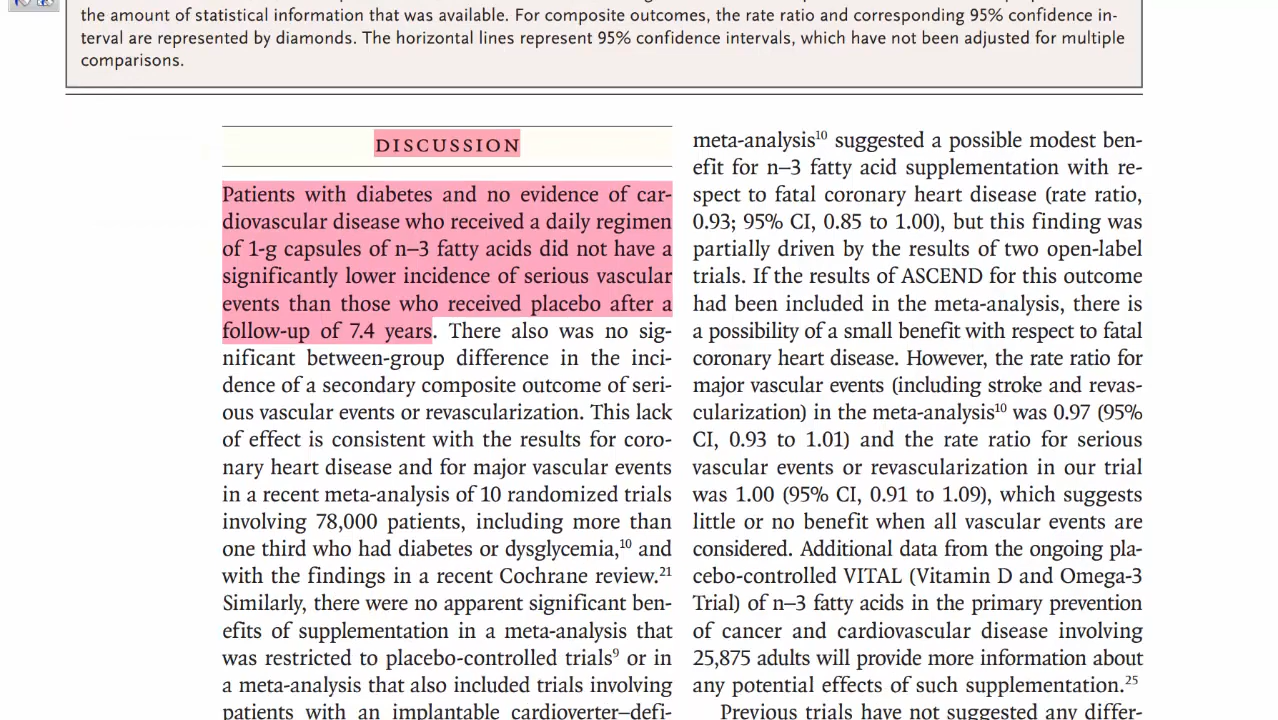 the amount of statistical information that was available. For composite outcomes, the rate ratio and corresponding 95% confidence in-
terval are represented by diamonds. The horizontal lines represent 95% confidence intervals, which have not been adjusted for multiple
comparisons.
DISCUSSION
Patients with diabetes and no evidence of car-
diovascular disease who received a daily regimen
of 1-g capsules of n–3 fatty acids did not have a
significantly lower incidence of serious vascular
events than those who received placebo after a
follow-up of 7.4 years. There also was no sig-
nificant between-group difference in the inci-
dence of a secondary composite outcome of seri-
ous vascular events or revascularization. This lack
of effect is consistent with the results for coro-
nary heart disease and for major vascular events
in a recent meta-analysis of 10 randomized trials
involving 78,000 patients, including more than
one third who had diabetes or dysglycemia,¹⁰ and
with the findings in a recent Cochrane review.²¹
Similarly, there were no apparent significant ben-
efits of supplementation in a meta-analysis that
was restricted to placebo-controlled trials⁹ or in
a meta-analysis that also included trials involving
patients with an implantable cardioverter–defi-
meta-analysis¹⁰ suggested a possible modest ben-
efit for n–3 fatty acid supplementation with re-
spect to fatal coronary heart disease (rate ratio,
0.93; 95% CI, 0.85 to 1.00), but this finding was
partially driven by the results of two open-label
trials. If the results of ASCEND for this outcome
had been included in the meta-analysis, there is
a possibility of a small benefit with respect to fatal
coronary heart disease. However, the rate ratio for
major vascular events (including stroke and revas-
cularization) in the meta-analysis¹⁰ was 0.97 (95%
CI, 0.93 to 1.01) and the rate ratio for serious
vascular events or revascularization in our trial
was 1.00 (95% CI, 0.91 to 1.09), which suggests
little or no benefit when all vascular events are
considered. Additional data from the ongoing pla-
cebo-controlled VITAL (Vitamin D and Omega-3
Trial) of n–3 fatty acids in the primary prevention
of cancer and cardiovascular disease involving
25,875 adults will provide more information about
any potential effects of such supplementation.²⁵
Previous trials have not suggested any differ-